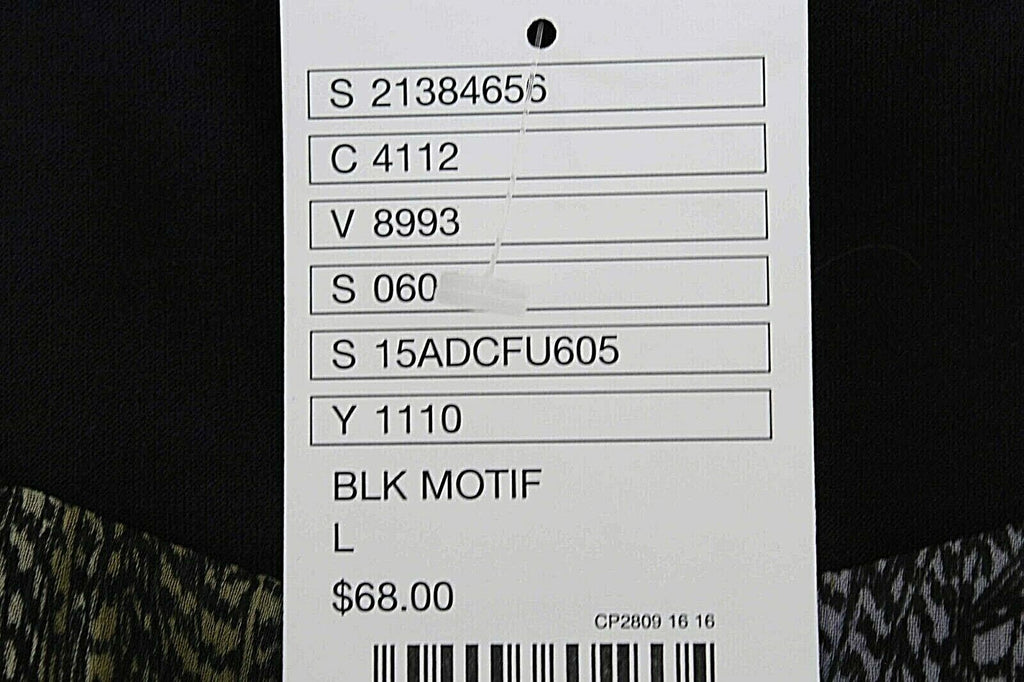 S 21384656
C 4112
V 8993
S 060
S 15ADCFU605
Y 1110
BLK MOTIF
L
$68.00
CP2809 16 16